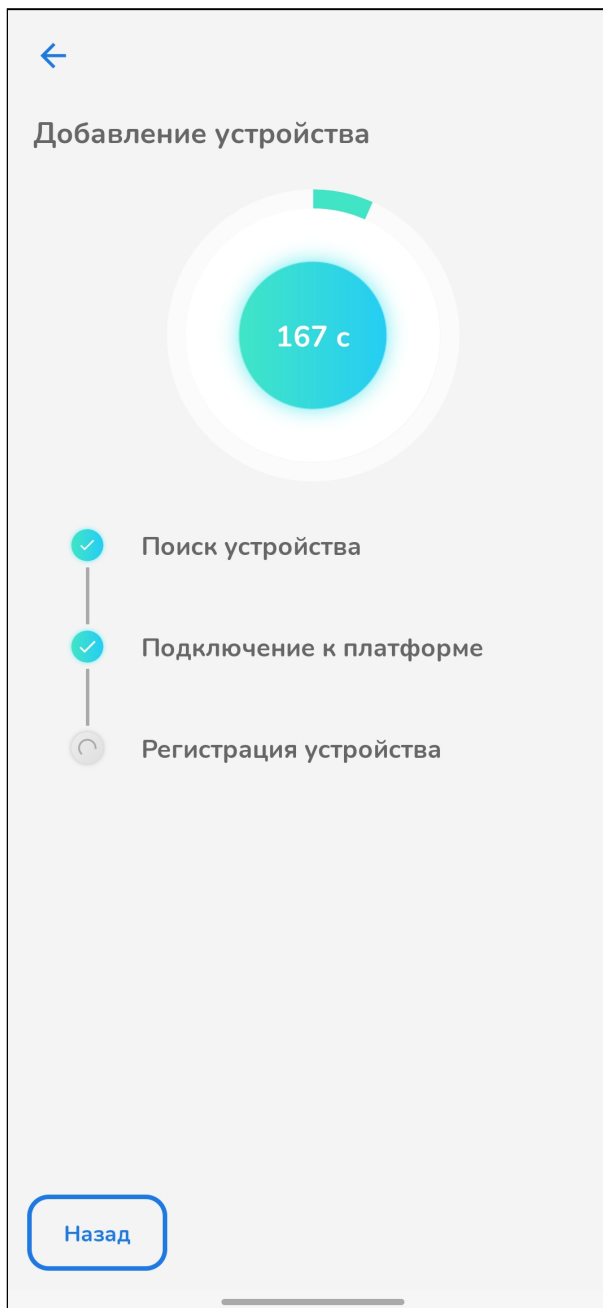 Добавление устройства
167 с
Поиск устройства
Подключение к платформе
Регистрация устройства
Назад